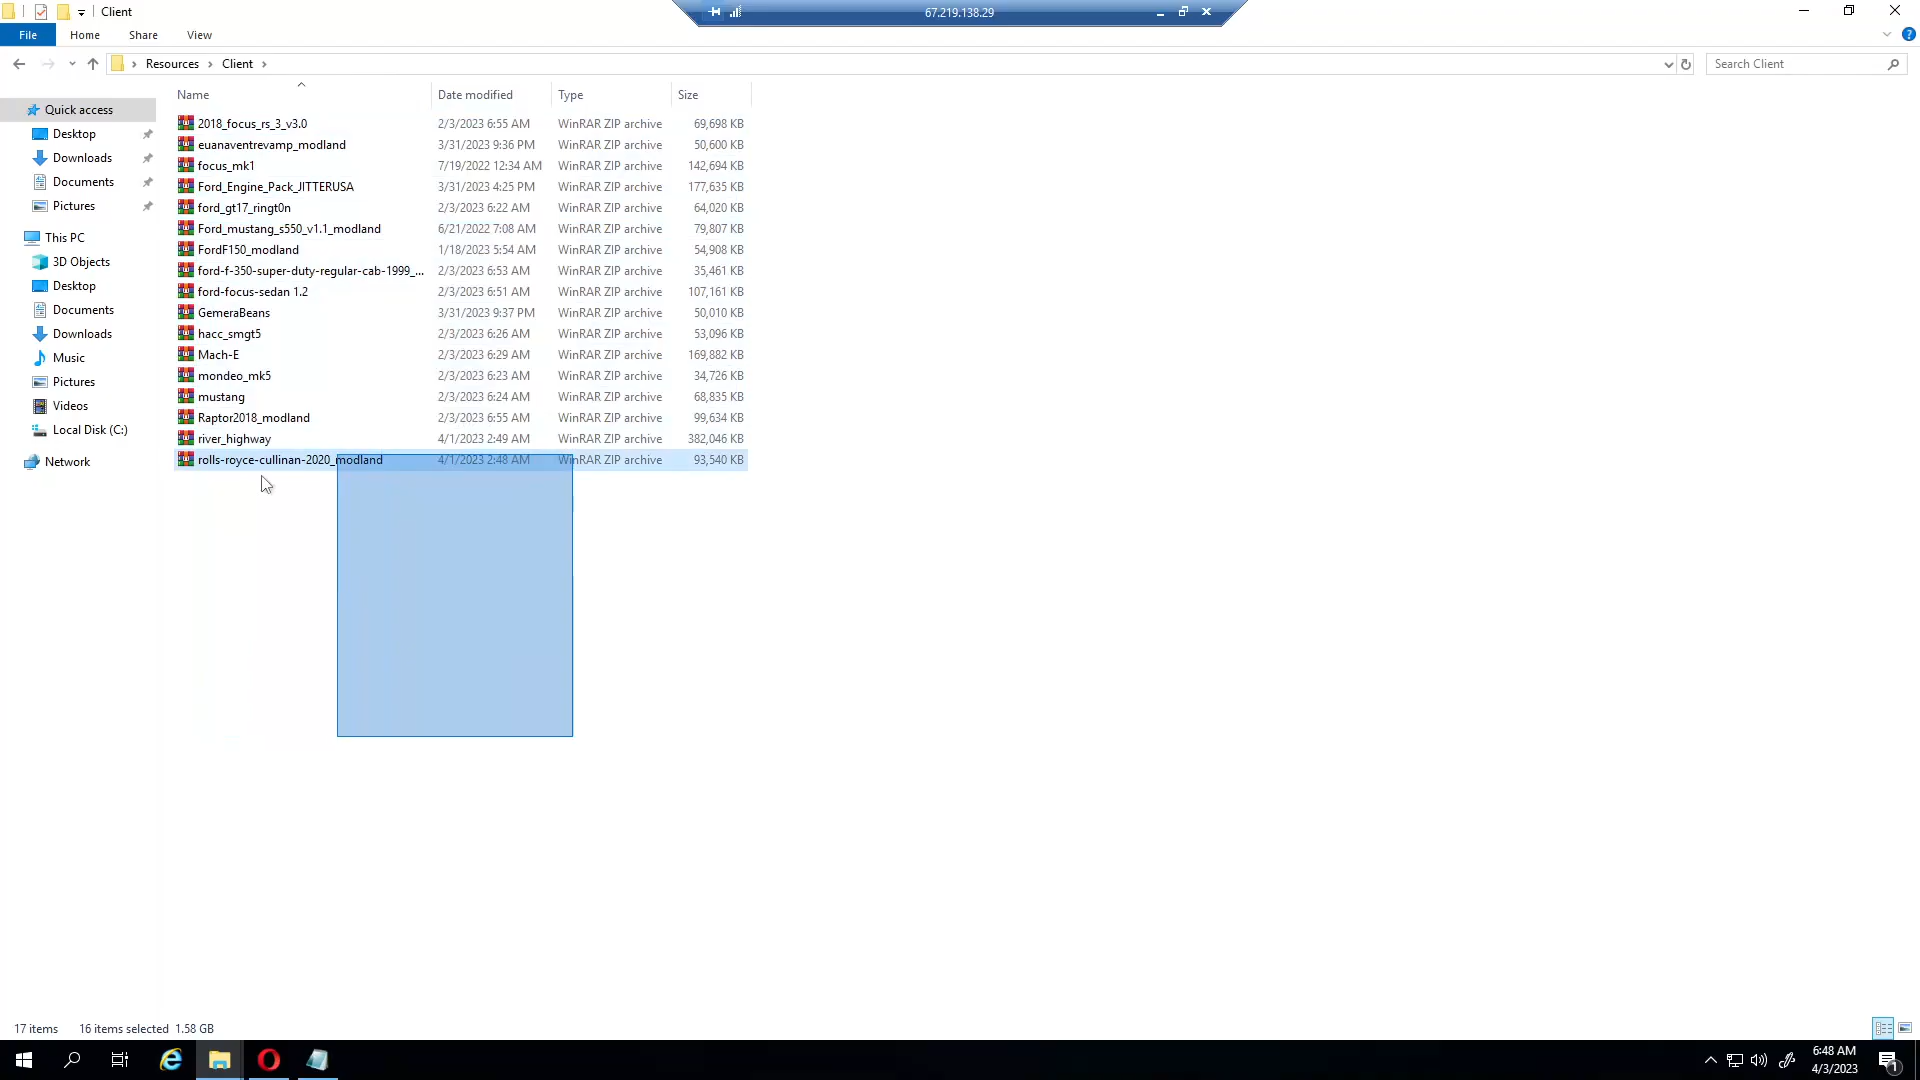 Client
67.219.138.29
File Home Share View
Resources Client
Search Client
Name Date modified Type Size
Quick access
Desktop
Downloads
Documents
Pictures
This PC
3D Objects
Desktop
Documents
Downloads
Music
Pictures
Videos
Local Disk (C:)
Network
2018_focus_rs_3_v3.0 2/3/2023 6:55 AM WinRAR ZIP archive 69,698 KB
euanaventrevamp_modland 3/31/2023 9:36 PM WinRAR ZIP archive 50,600 KB
focus_mk1 7/19/2022 12:34 AM WinRAR ZIP archive 142,694 KB
Ford_Engine_Pack_JITTERUSA 3/31/2023 4:25 PM WinRAR ZIP archive 177,635 KB
ford_gt17_ringt0n 2/3/2023 6:22 AM WinRAR ZIP archive 64,020 KB
Ford_mustang_s550_v1.1_modland 6/21/2022 7:08 AM WinRAR ZIP archive 79,807 KB
FordF150_modland 1/18/2023 5:54 AM WinRAR ZIP archive 54,908 KB
ford-f-350-super-duty-regular-cab-1999_... 2/3/2023 6:53 AM WinRAR ZIP archive 35,461 KB
ford-focus-sedan 1.2 2/3/2023 6:51 AM WinRAR ZIP archive 107,161 KB
GemeraBeans 3/31/2023 9:37 PM WinRAR ZIP archive 50,010 KB
hacc_smgt5 2/3/2023 6:26 AM WinRAR ZIP archive 53,096 KB
Mach-E 2/3/2023 6:29 AM WinRAR ZIP archive 169,882 KB
mondeo_mk5 2/3/2023 6:23 AM WinRAR ZIP archive 34,726 KB
mustang 2/3/2023 6:24 AM WinRAR ZIP archive 68,835 KB
Raptor2018_modland 2/3/2023 6:55 AM WinRAR ZIP archive 99,634 KB
river_highway 4/1/2023 2:49 AM WinRAR ZIP archive 382,046 KB
rolls-royce-cullinan-2020_modland 4/1/2023 2:48 AM WinRAR ZIP archive 93,540 KB
17 items 16 items selected 1.58 GB
6:48 AM
4/3/2023
1